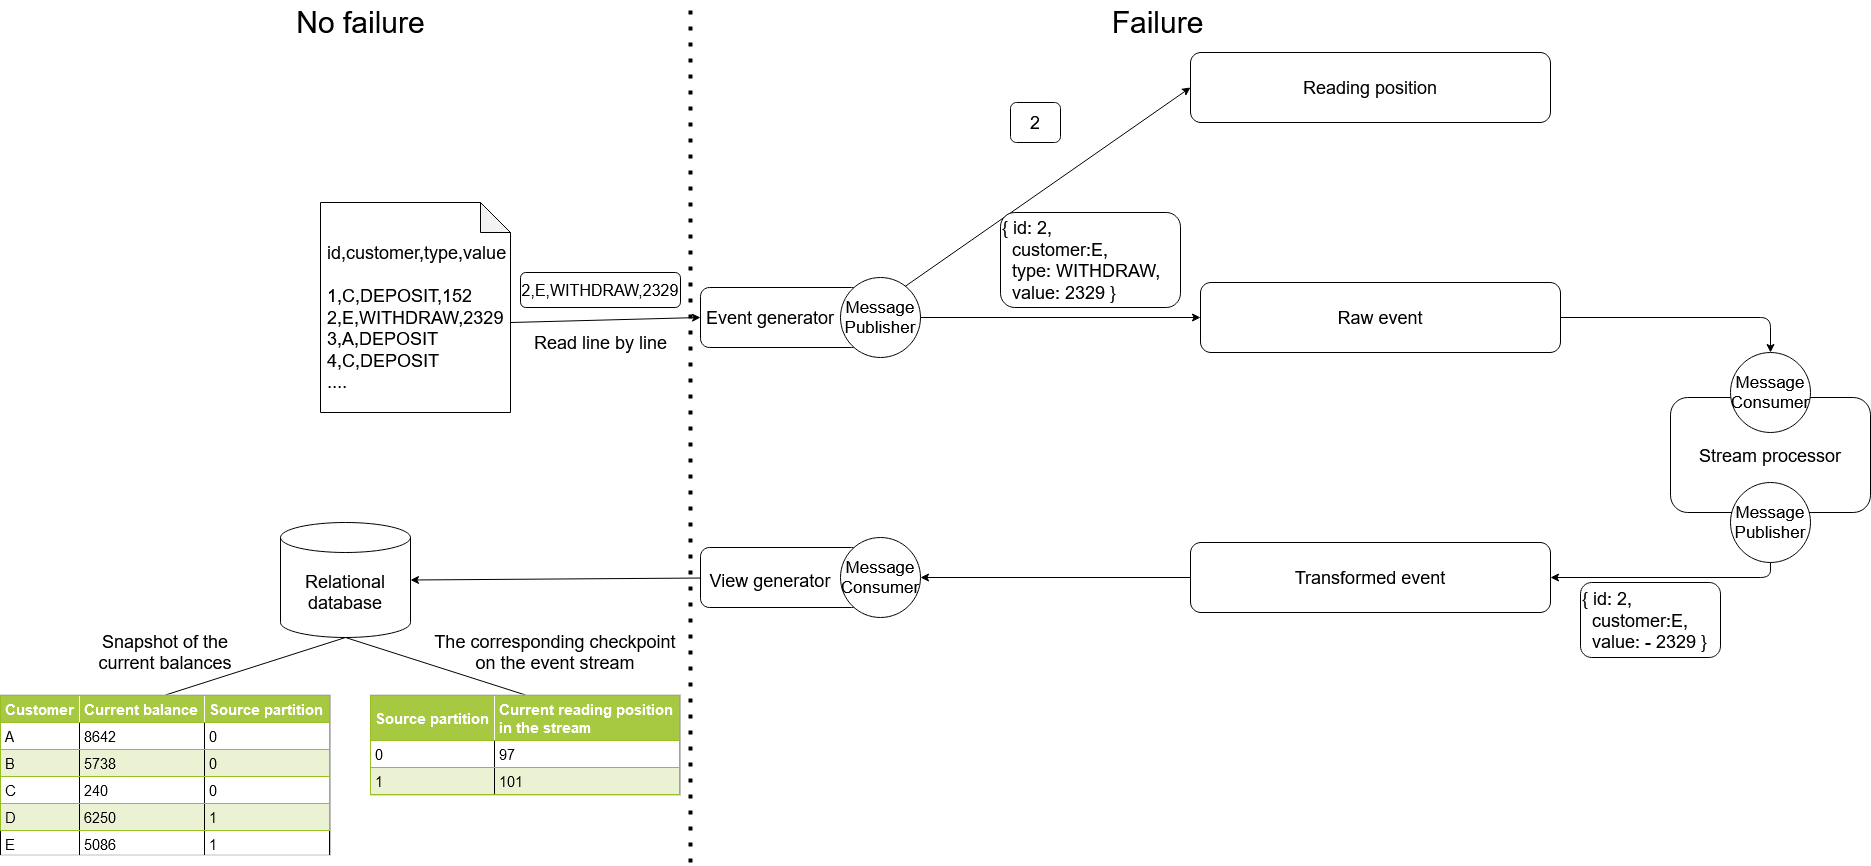 No failure
Failure
Reading position
2
id,customer,type,value
1,C,DEPOSIT,152
2,E,WITHDRAW,2329
3,A,DEPOSIT
4,C,DEPOSIT
....
2,E,WITHDRAW,2329
Read line by line
Event generator
Message
Publisher
{ id: 2,
customer:E,
type: WITHDRAW,
value: 2329 }
Raw event
Message
Consumer
Stream processor
Message
Publisher
{ id: 2,
customer:E,
value: - 2329 }
Transformed event
Message
Consumer
View generator
Relational
database
Snapshot of the
current balances
The corresponding checkpoint
on the event stream
Customer Current balance Source partition
A 8642 0
B 5738 0
C 240 0
D 6250 1
E 5086 1
Source partition Current reading position
in the stream
0 97
1 101